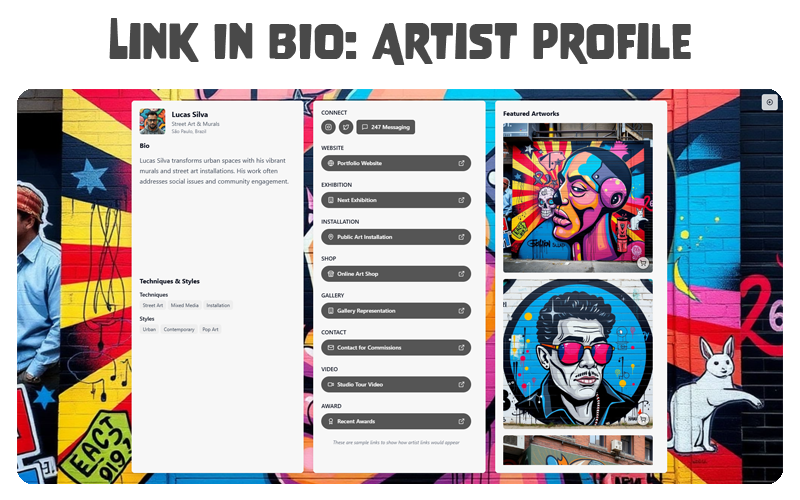 LINK IN BIO: ARTIST PROFILE
Lucas Silva
Street Art & Murals
São Paulo, Brazil
Bio
Lucas Silva transforms urban spaces with his vibrant
murals and street art installations. His work often
addresses social issues and community engagement.
Techniques & Styles
Techniques
Street Art Mixed Media Installation
Styles
Urban Contemporary Pop Art
CONNECT
247 Messaging
WEBSITE
Portfolio Website
EXHIBITION
Next Exhibition
INSTALLATION
Public Art Installation
SHOP
Online Art Shop
GALLERY
Gallery Representation
CONTACT
Contact for Commissions
VIDEO
Studio Tour Video
AWARD
Recent Awards
These are sample links to show how artist links would appear
Featured Artworks
EACT